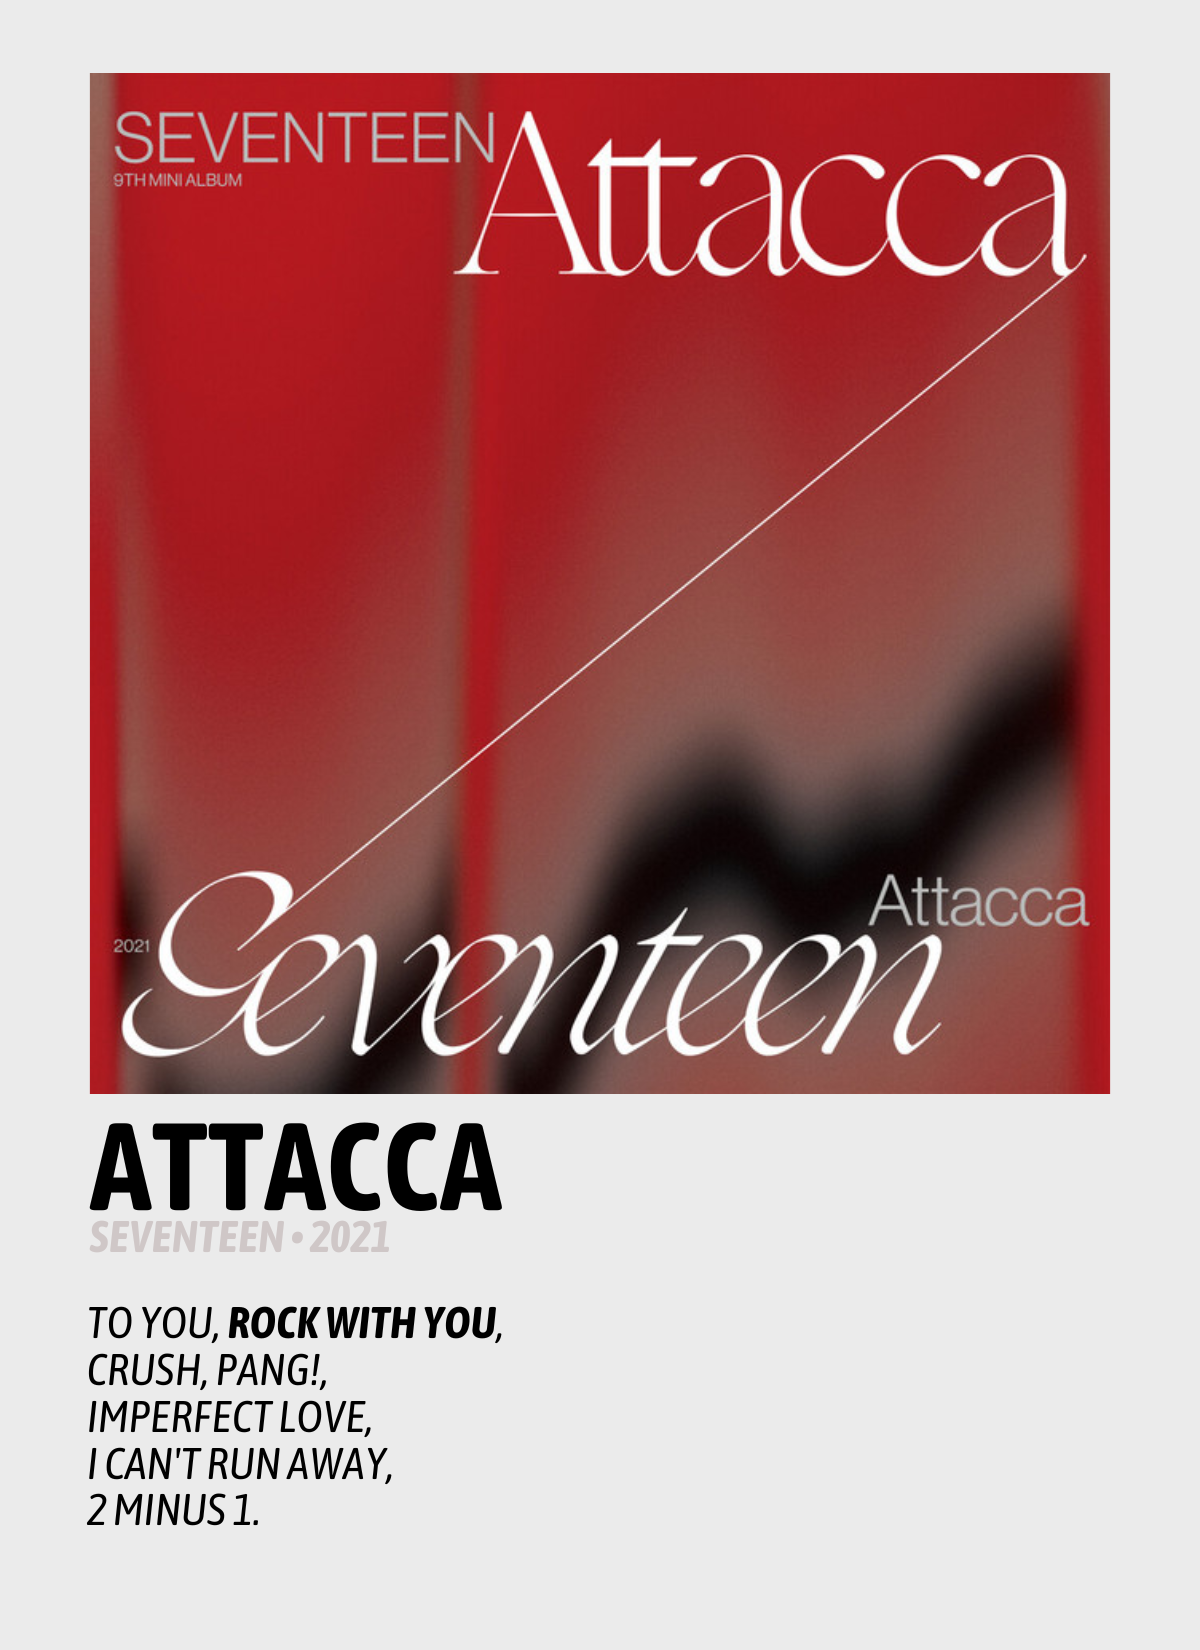 SEVENTEEN
9TH MINI ALBUM
Attacca
Attacca
2021
Seventeen
ATTACCA
SEVENTEEN • 2021
TO YOU, ROCK WITH YOU,
CRUSH, PANG!,
IMPERFECT LOVE,
I CAN'T RUN AWAY,
2 MINUS 1.